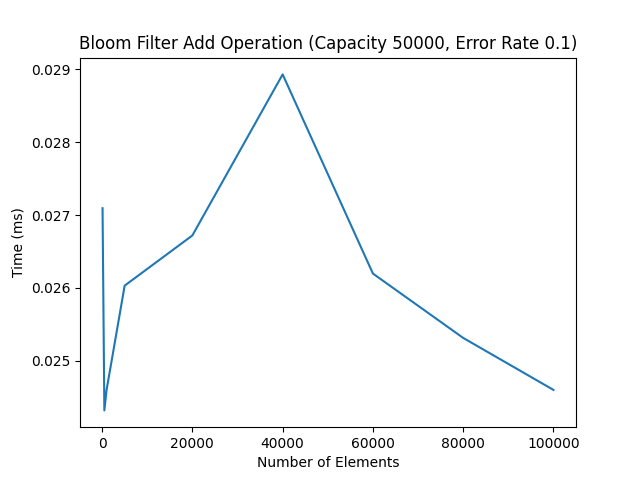 Bloom Filter Add Operation (Capacity 50000, Error Rate 0.1)
0.029
0.028
0.027
0.026
0.025
Time (ms)
0 20000 40000 60000 80000 100000
Number of Elements